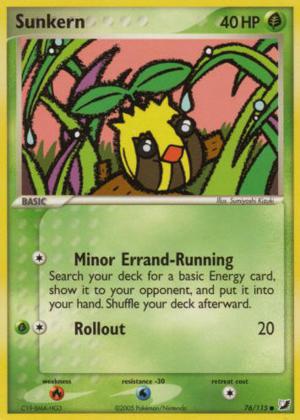 Sunkern 40 HP
Illus. Sumiyoshi Kizuki
BASIC
Minor Errand-Running
Search your deck for a basic Energy card,
show it to your opponent, and put it into
your hand. Shuffle your deck afterward.
Rollout 20
weakness resistance -30 retreat cost
©2005 Pokémon/Nintendo 76/115 ●